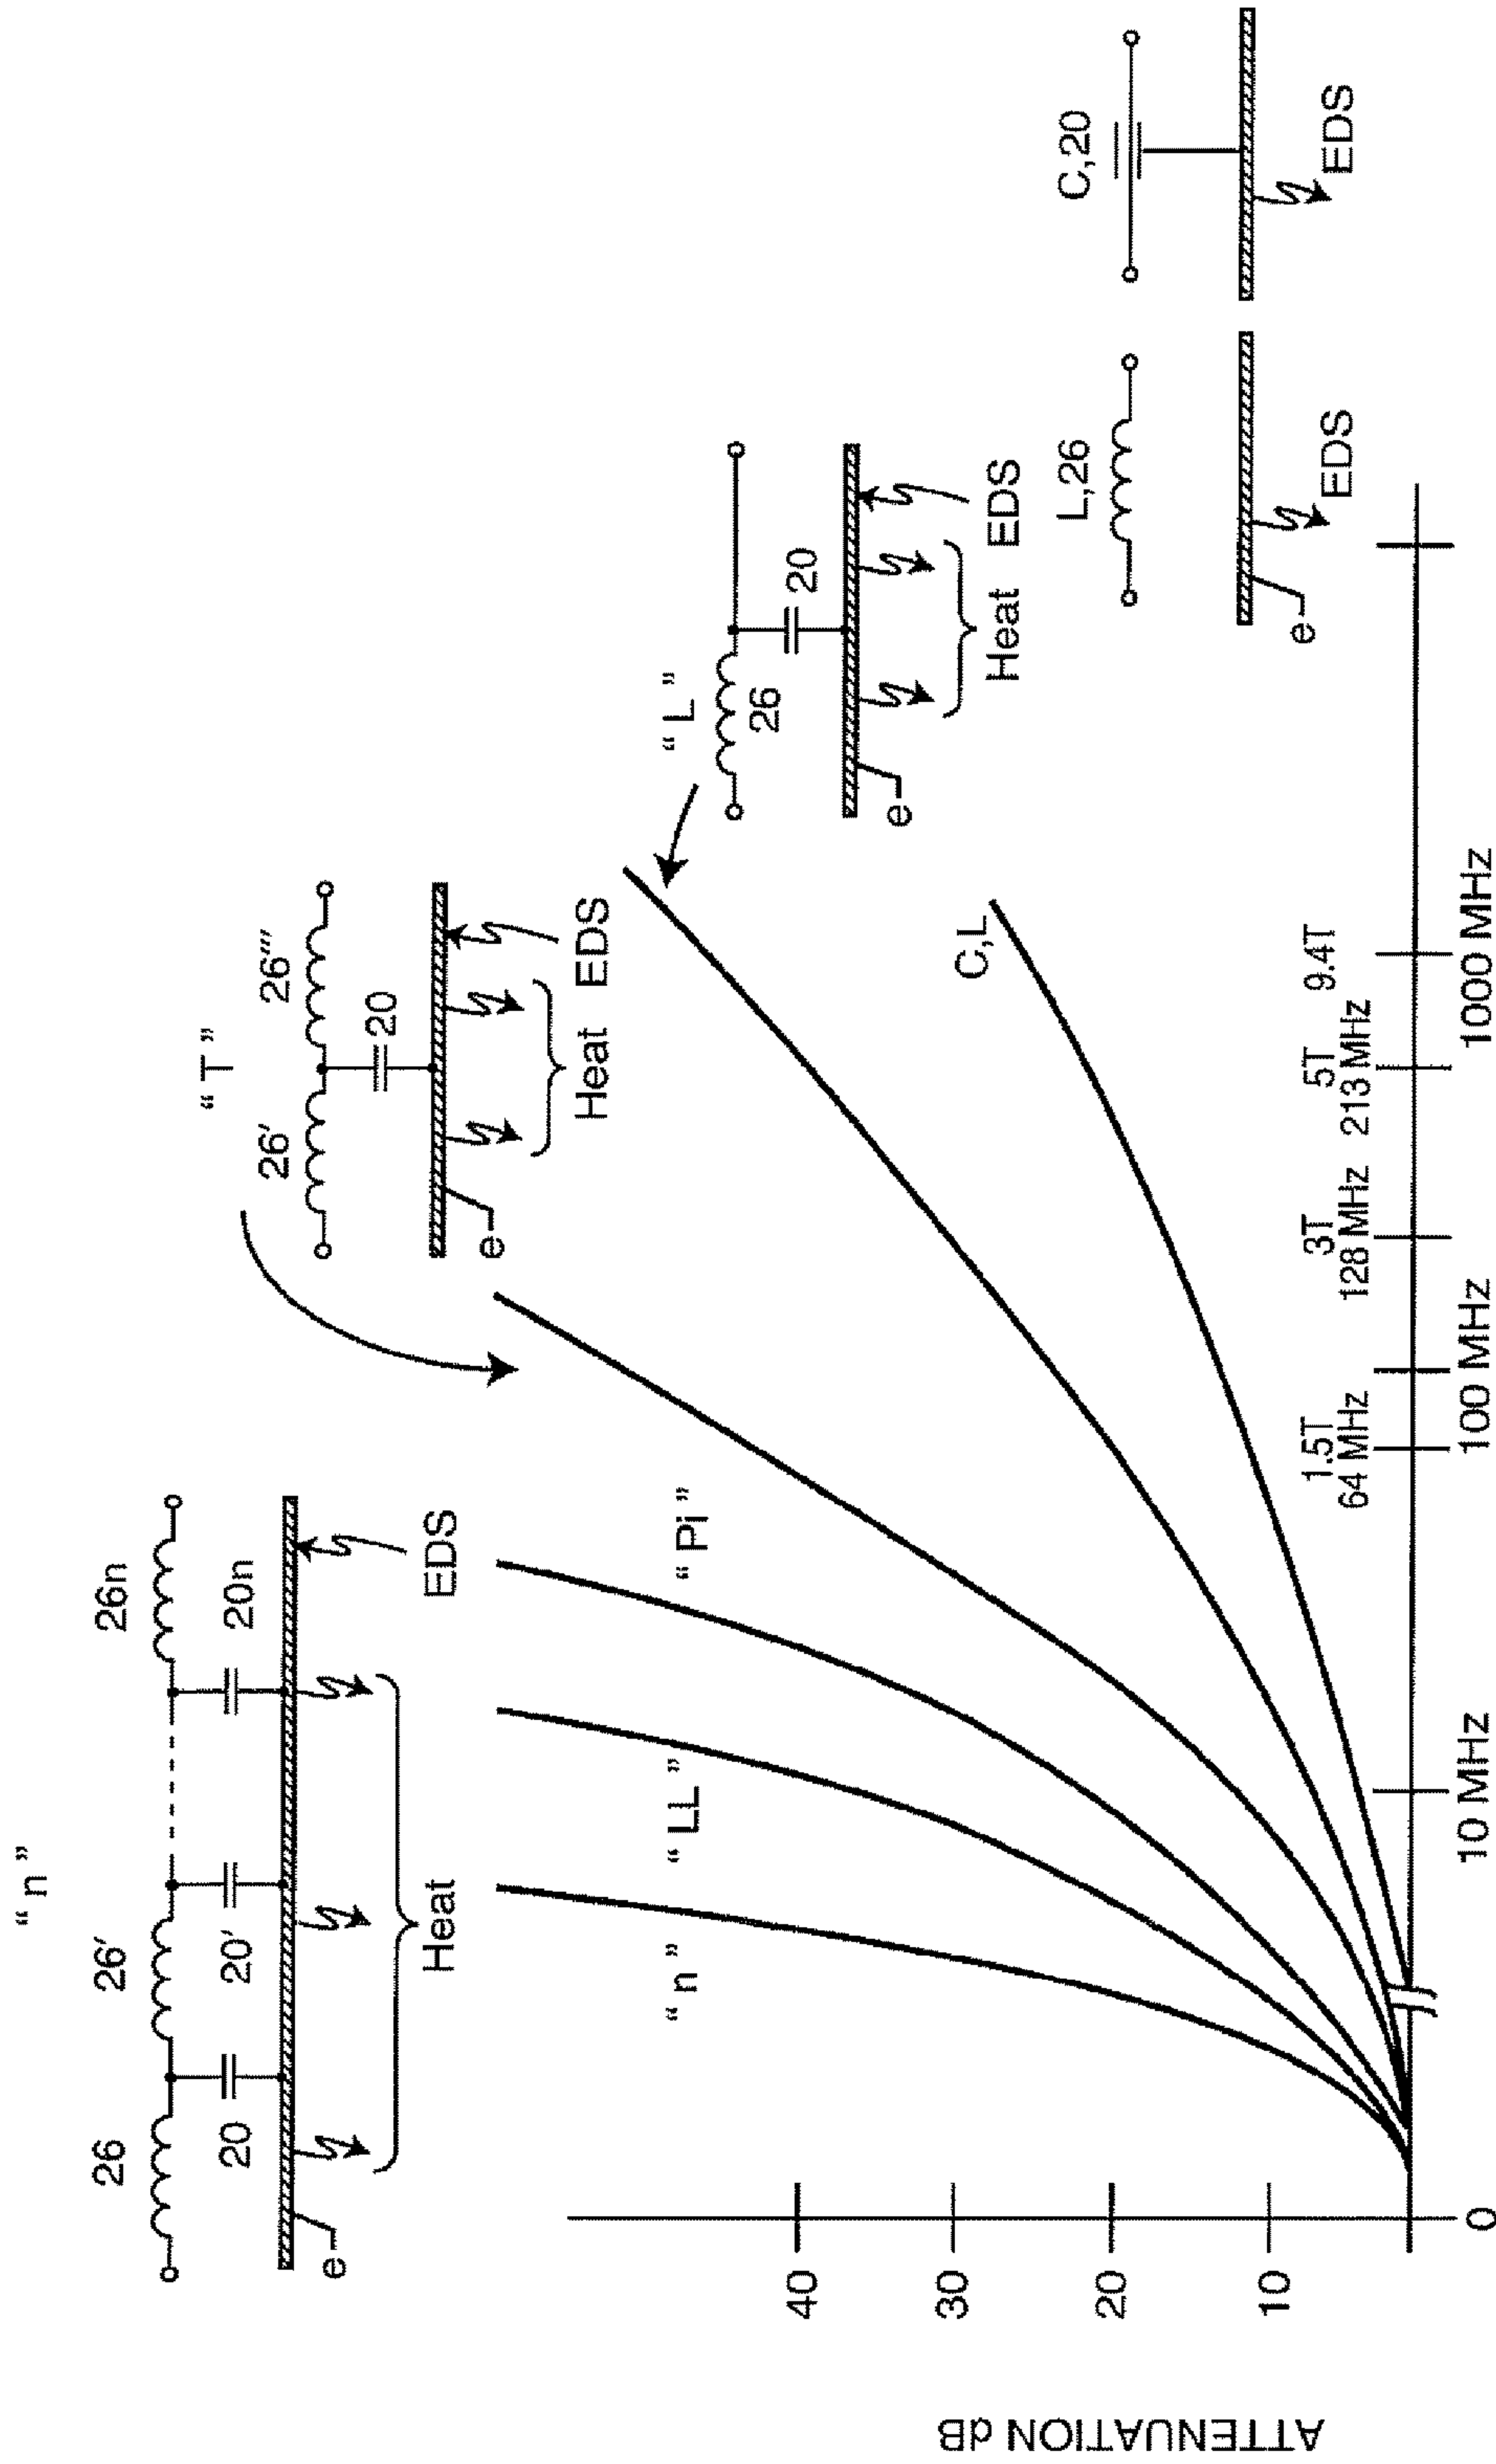 “ n ”
26 26′ 26n
20 20′ 20n
e
Heat
EDS
“ T ”
26′ 26‴
20
e
Heat EDS
“ L ”
26
20
e
Heat EDS
L,26
e
EDS
C,20
EDS
“ n ”
“ LL ”
“ Pi ”
C,L
ATTENUATION dB
40
30
20
10
0
10 MHz
1.5T
64 MHz
100 MHz
3T
128 MHz
5T
213 MHz
9.4T
1000 MHz